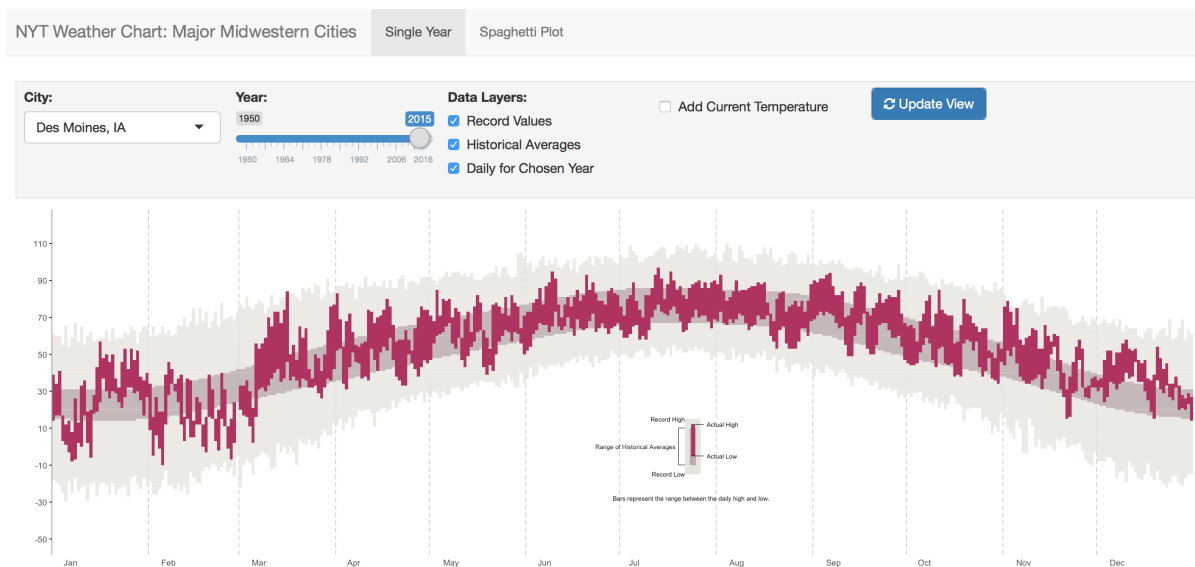 NYT Weather Chart: Major Midwestern Cities Single Year Spaghetti Plot
City: Year: Data Layers:
Des Moines, IA
1950 2015
1950 1964 1978 1992 2006 2016
Record Values
Historical Averages
Daily for Chosen Year
Add Current Temperature
Update View
110
90
70
50
30
10
-10
-30
-50
Record High
Actual High
Range of Historical Averages
Actual Low
Record Low
Bars represent the range between the daily high and low.
Jan Feb Mar Apr May Jun Jul Aug Sep Oct Nov Dec